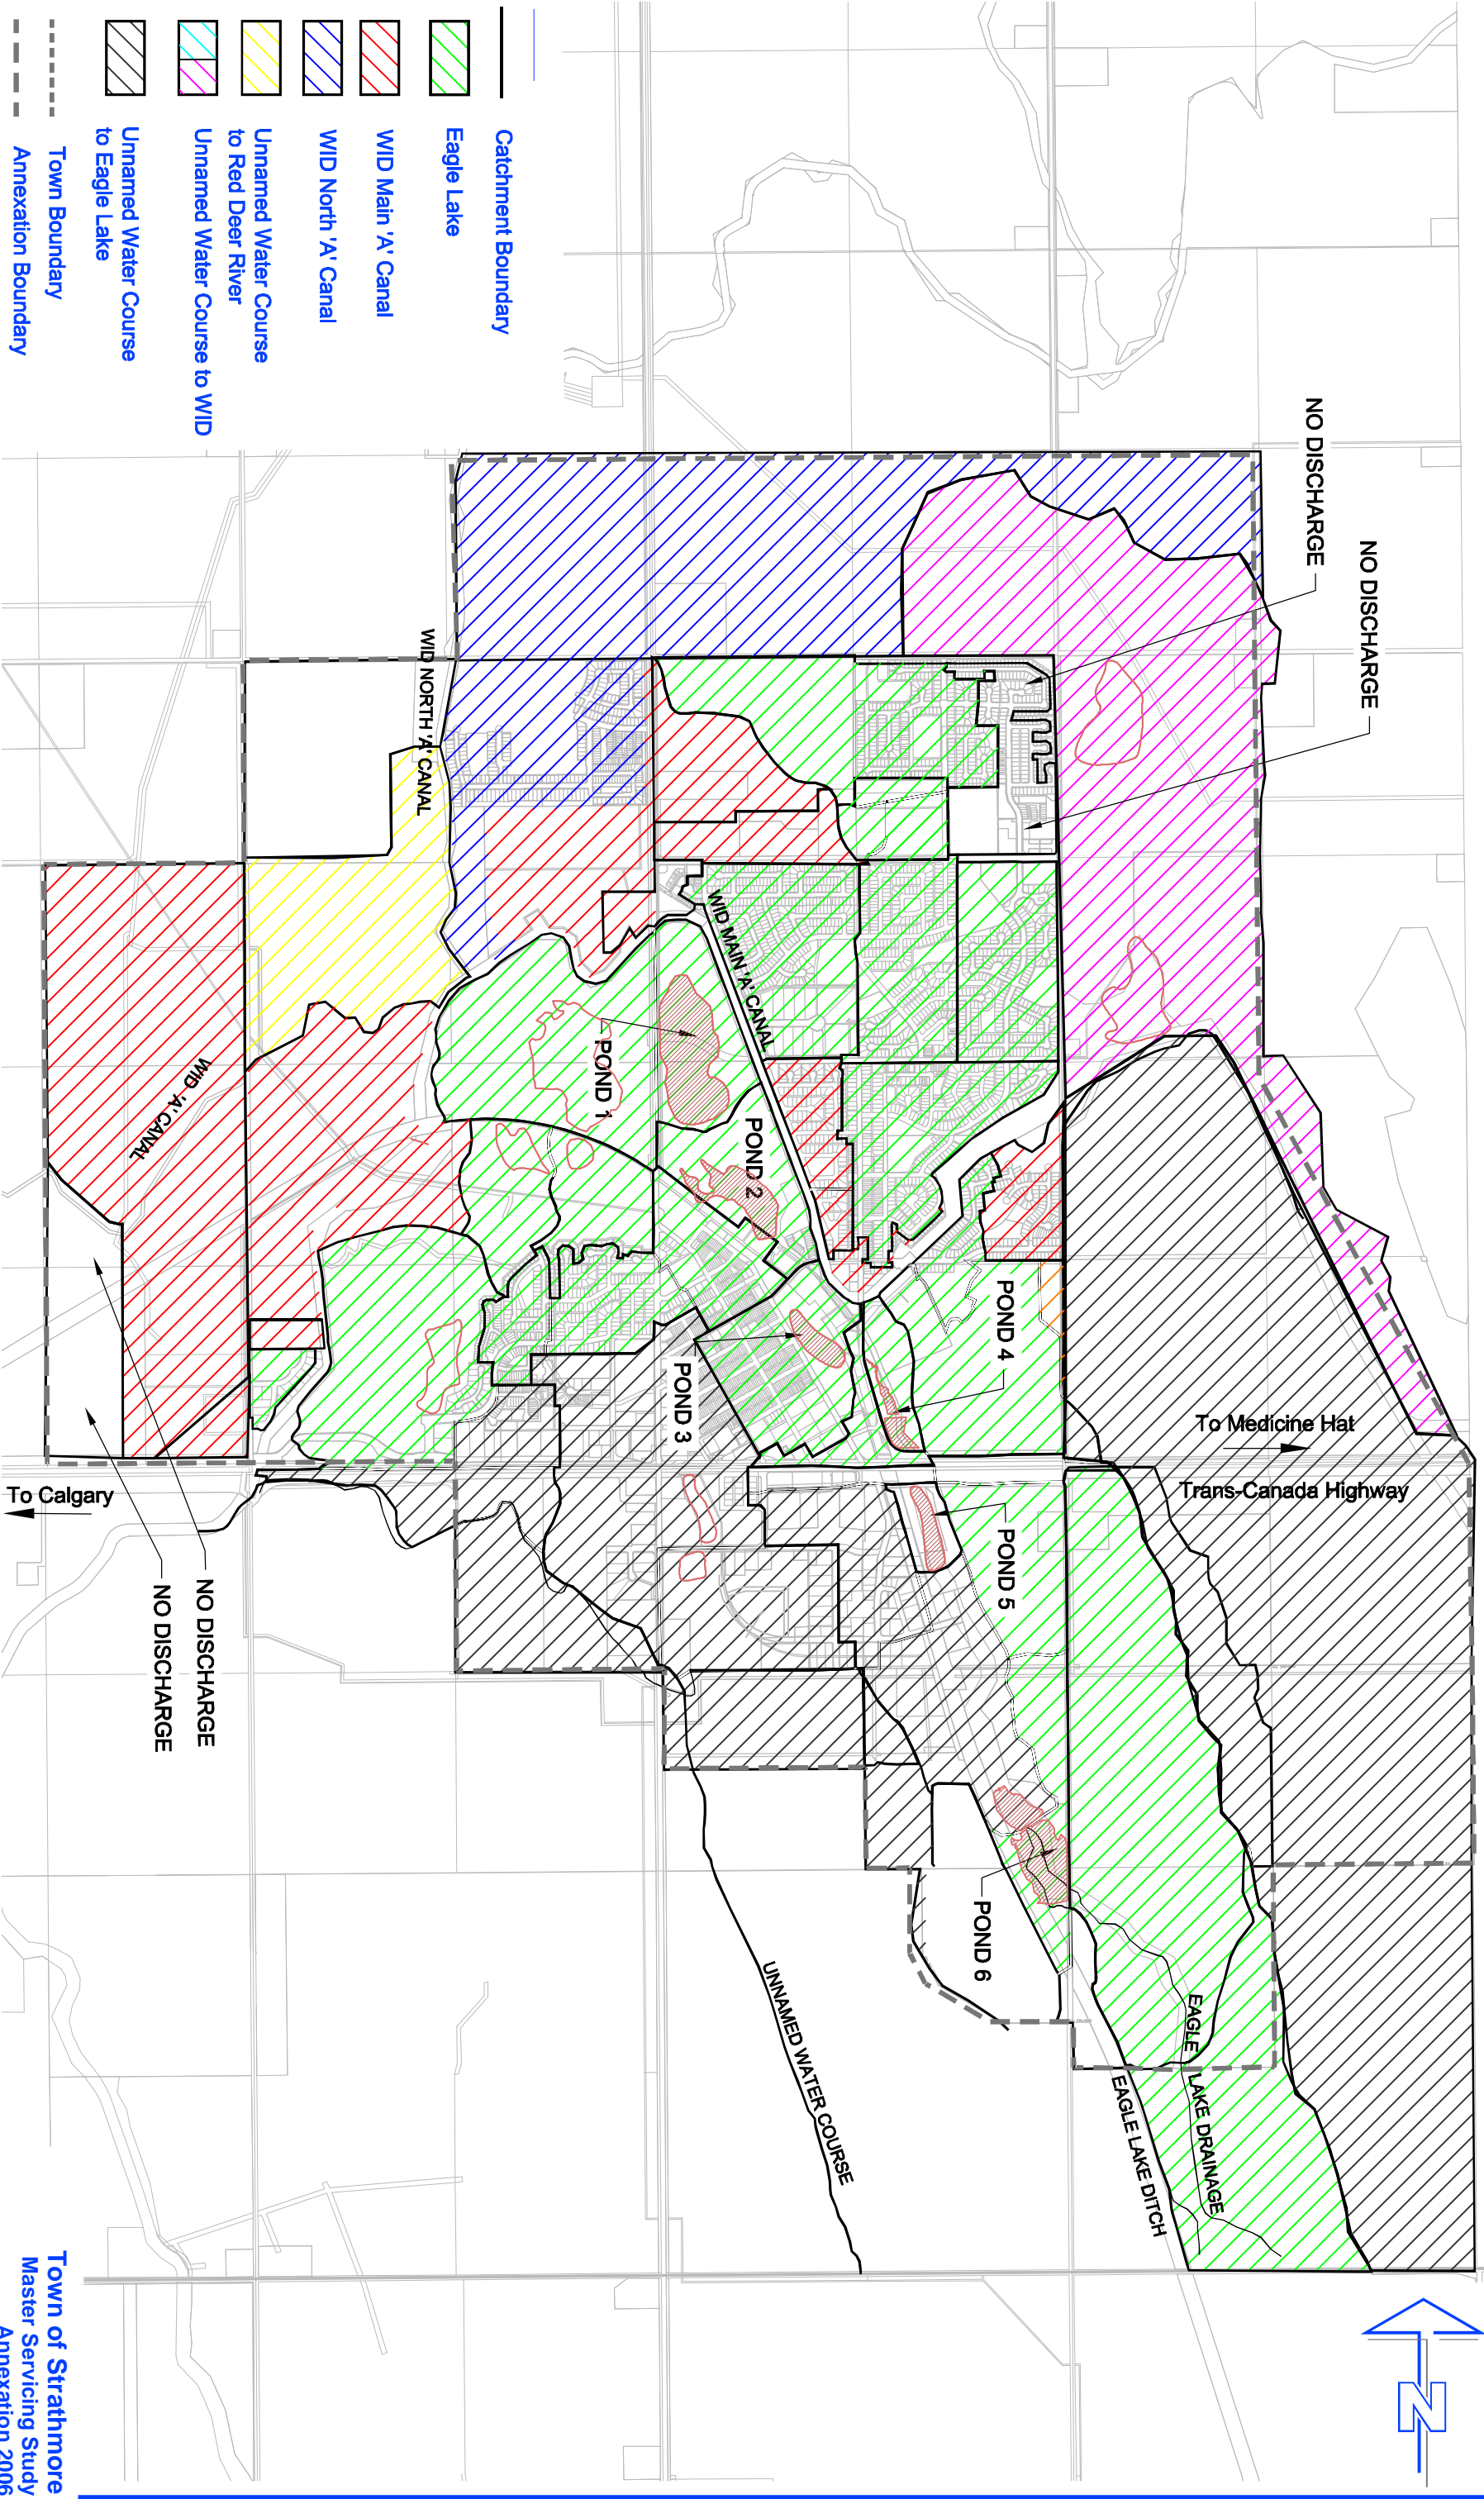 Catchment Boundary
Eagle Lake
WID Main 'A' Canal
WID North 'A' Canal
Unnamed Water Course
to Red Deer River
Unnamed Water Course to WID
Unnamed Water Course
to Eagle Lake
Town Boundary
Annexation Boundary
NO DISCHARGE
NO DISCHARGE
WID NORTH 'A' CANAL
WID MAIN 'A' CANAL
WID 'A' CANAL
POND 1
POND 2
POND 3
POND 4
POND 5
POND 6
To Medicine Hat
Trans-Canada Highway
To Calgary
NO DISCHARGE
NO DISCHARGE
UNNAMED WATER COURSE
EAGLE LAKE DRAINAGE
EAGLE LAKE DITCH
N
Town of Strathmore
Master Servicing Study
Annexation 2006